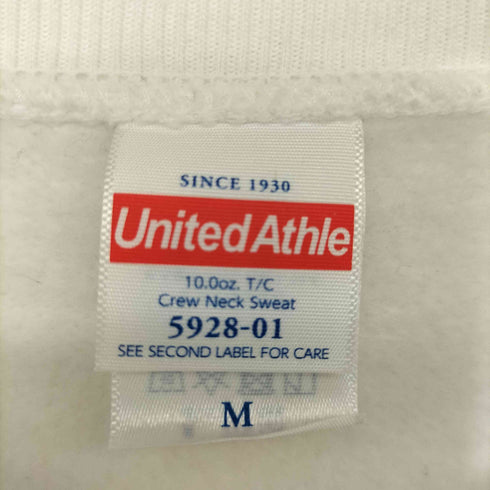 SINCE 1930
United Athle
10.0oz. T/C
Crew Neck Sweat
5928-01
SEE SECOND LABEL FOR CARE
M